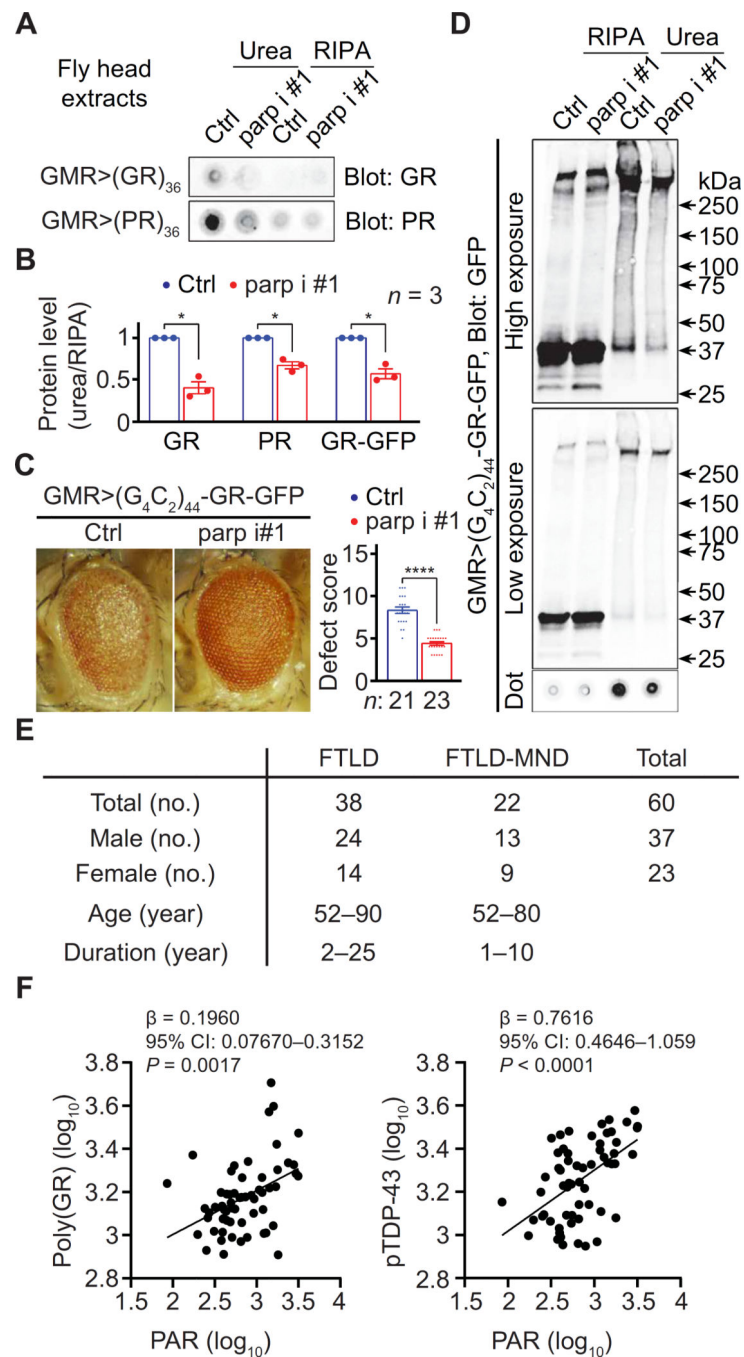 A
Fly head
extracts
Urea RIPA
Ctrl parp i #1 Ctrl parp i #1
GMR>(GR)36 Blot: GR
GMR>(PR)36 Blot: PR
B
Ctrl parp i #1 n = 3
Protein level
(urea/RIPA)
* * *
1
0.5
0
GR PR GR-GFP
C
GMR>(G4C2)44-GR-GFP
Ctrl parp i#1
Ctrl
parp i #1
Defect score
****
15
10
5
0
n: 21 23
D
RIPA Urea
Ctrl parp i #1 Ctrl parp i #1
GMR>(G4C2)44-GR-GFP, Blot: GFP
High exposure
kDa
250
150
100
75
50
37
25
Low exposure
250
150
100
75
50
37
25
Dot
E
FTLD FTLD-MND Total
Total (no.) 38 22 60
Male (no.) 24 13 37
Female (no.) 14 9 23
Age (year) 52–90 52–80
Duration (year) 2–25 1–10
F
β = 0.1960
95% CI: 0.07670–0.3152
P = 0.0017
Poly(GR) (log10)
3.8
3.6
3.4
3.2
3
2.8
1.5 2 2.5 3 3.5 4
PAR (log10)
β = 0.7616
95% CI: 0.4646–1.059
P < 0.0001
pTDP-43 (log10)
3.8
3.6
3.4
3.2
3
2.8
1.5 2 2.5 3 3.5 4
PAR (log10)